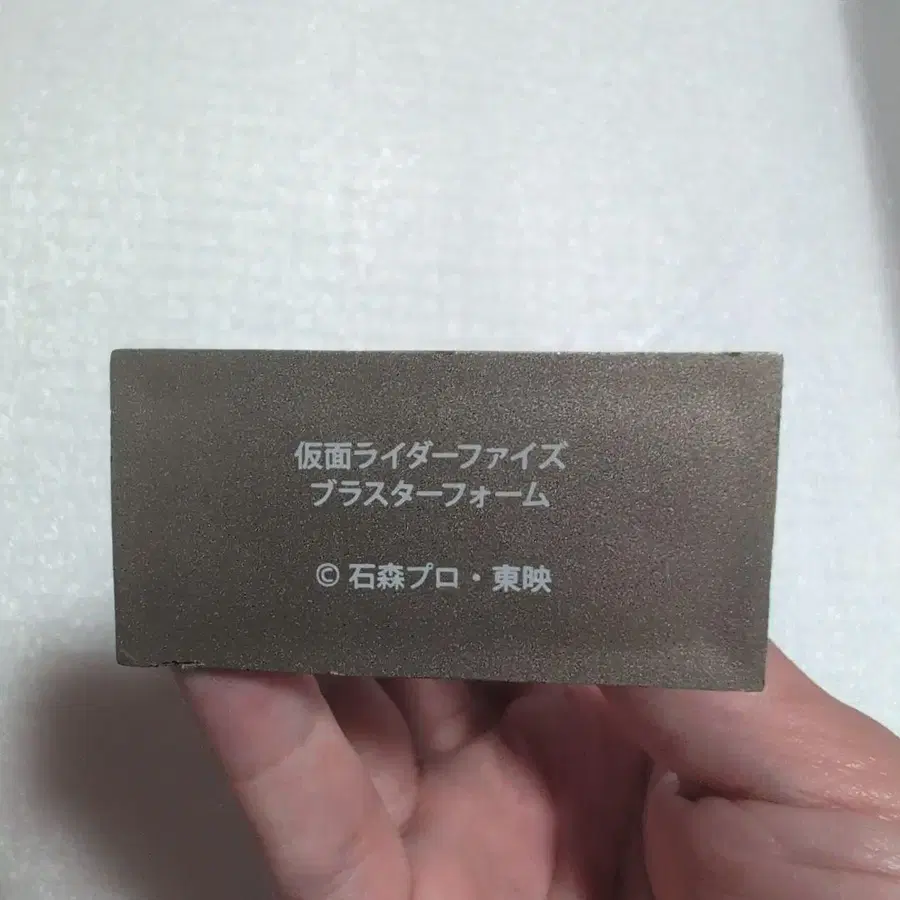 仮面ライダーファイズ
ブラスターフォーム
© 石森プロ・東映